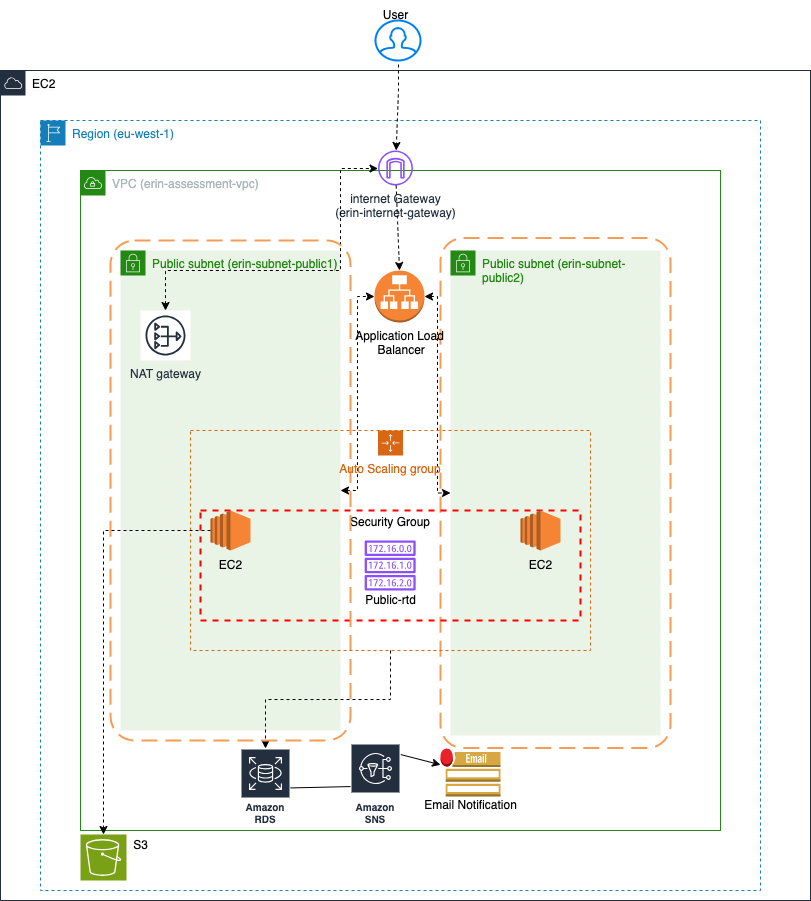 User
EC2
Region (eu-west-1)
VPC (erin-assessment-vpc)
internet Gateway
(erin-internet-gateway)
Public subnet (erin-subnet-public1)
Public subnet (erin-subnet-
public2)
Application Load
Balancer
NAT gateway
Auto Scaling group
Security Group
EC2
172.16.0.0
172.16.1.0
172.16.2.0
EC2
Public-rtd
Email
Amazon
RDS
Amazon
SNS
Email Notification
S3